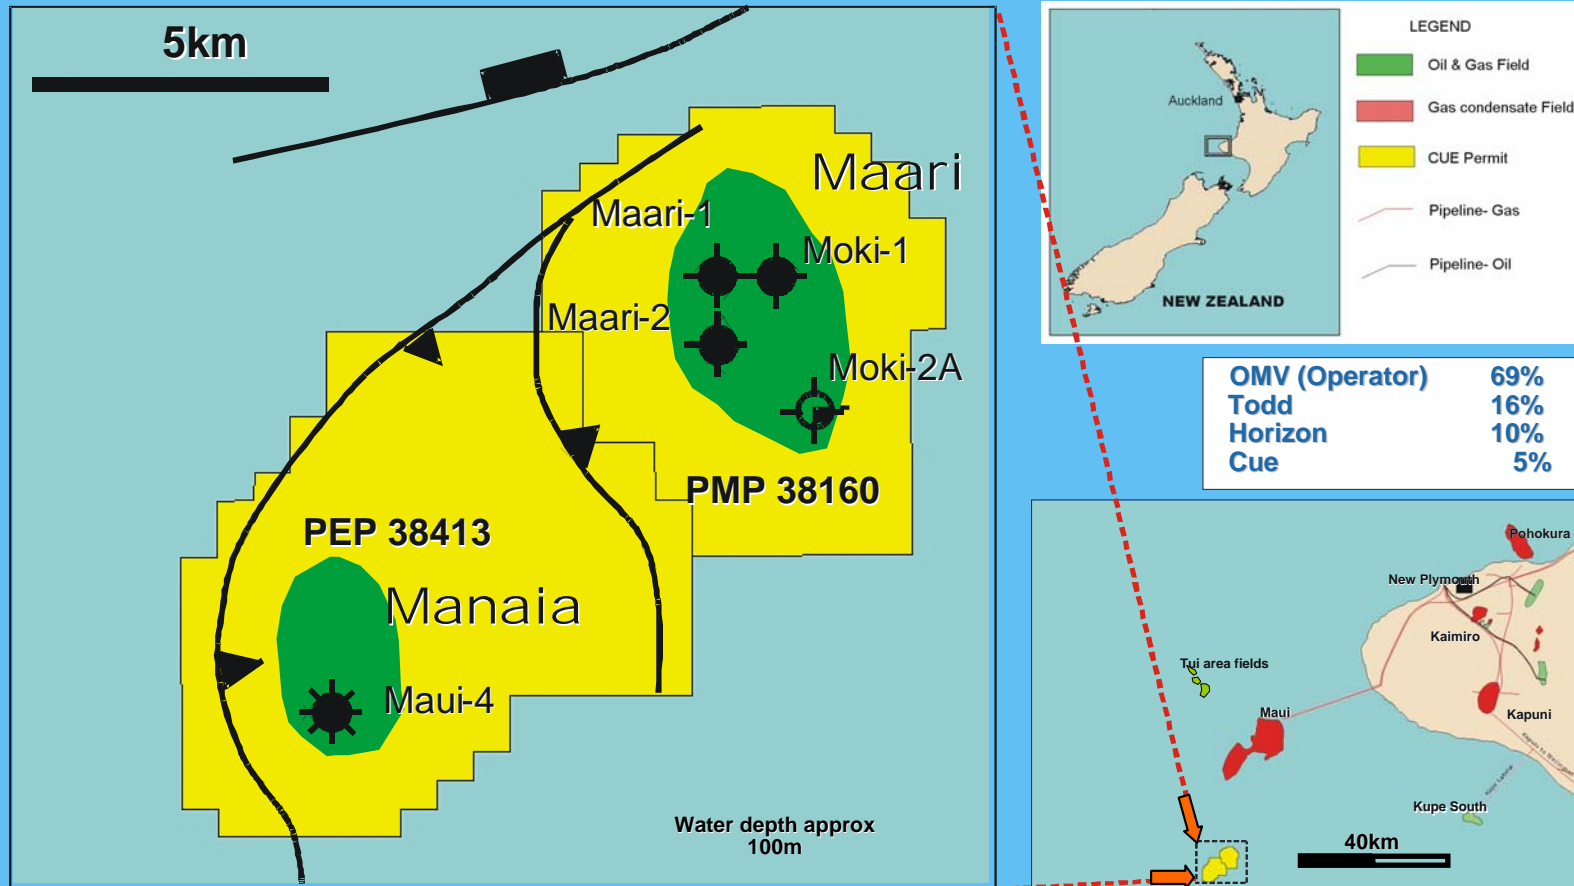 5km
Maari
Maari-1
Moki-1
Maari-2
Moki-2A
PMP 38160
PEP 38413
Manaia
Maui-4
Water depth approx
100m
Auckland
NEW ZEALAND
LEGEND
Oil & Gas Field
Gas condensate Field
CUE Permit
Pipeline- Gas
Pipeline- Oil
OMV (Operator) 69%
Todd 16%
Horizon 10%
Cue 5%
Pohokura
New Plymouth
Kaimiro
Tui area fields
Maui
Kapuni
Kupe South
40km